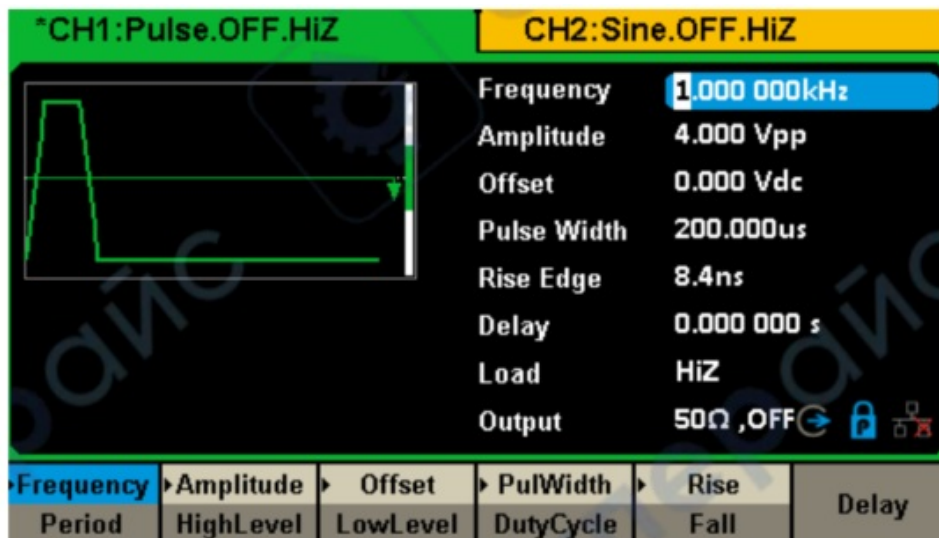 *CH1:Pulse.OFF.HiZ CH2:Sine.OFF.HiZ
Frequency 1.000 000kHz
Amplitude 4.000 Vpp
Offset 0.000 Vdc
Pulse Width 200.000us
Rise Edge 8.4ns
Delay 0.000 000 s
Load HiZ
Output 50Ω ,OFF P
Frequency Amplitude Offset PulWidth Rise Delay
Period HighLevel LowLevel DutyCycle Fall